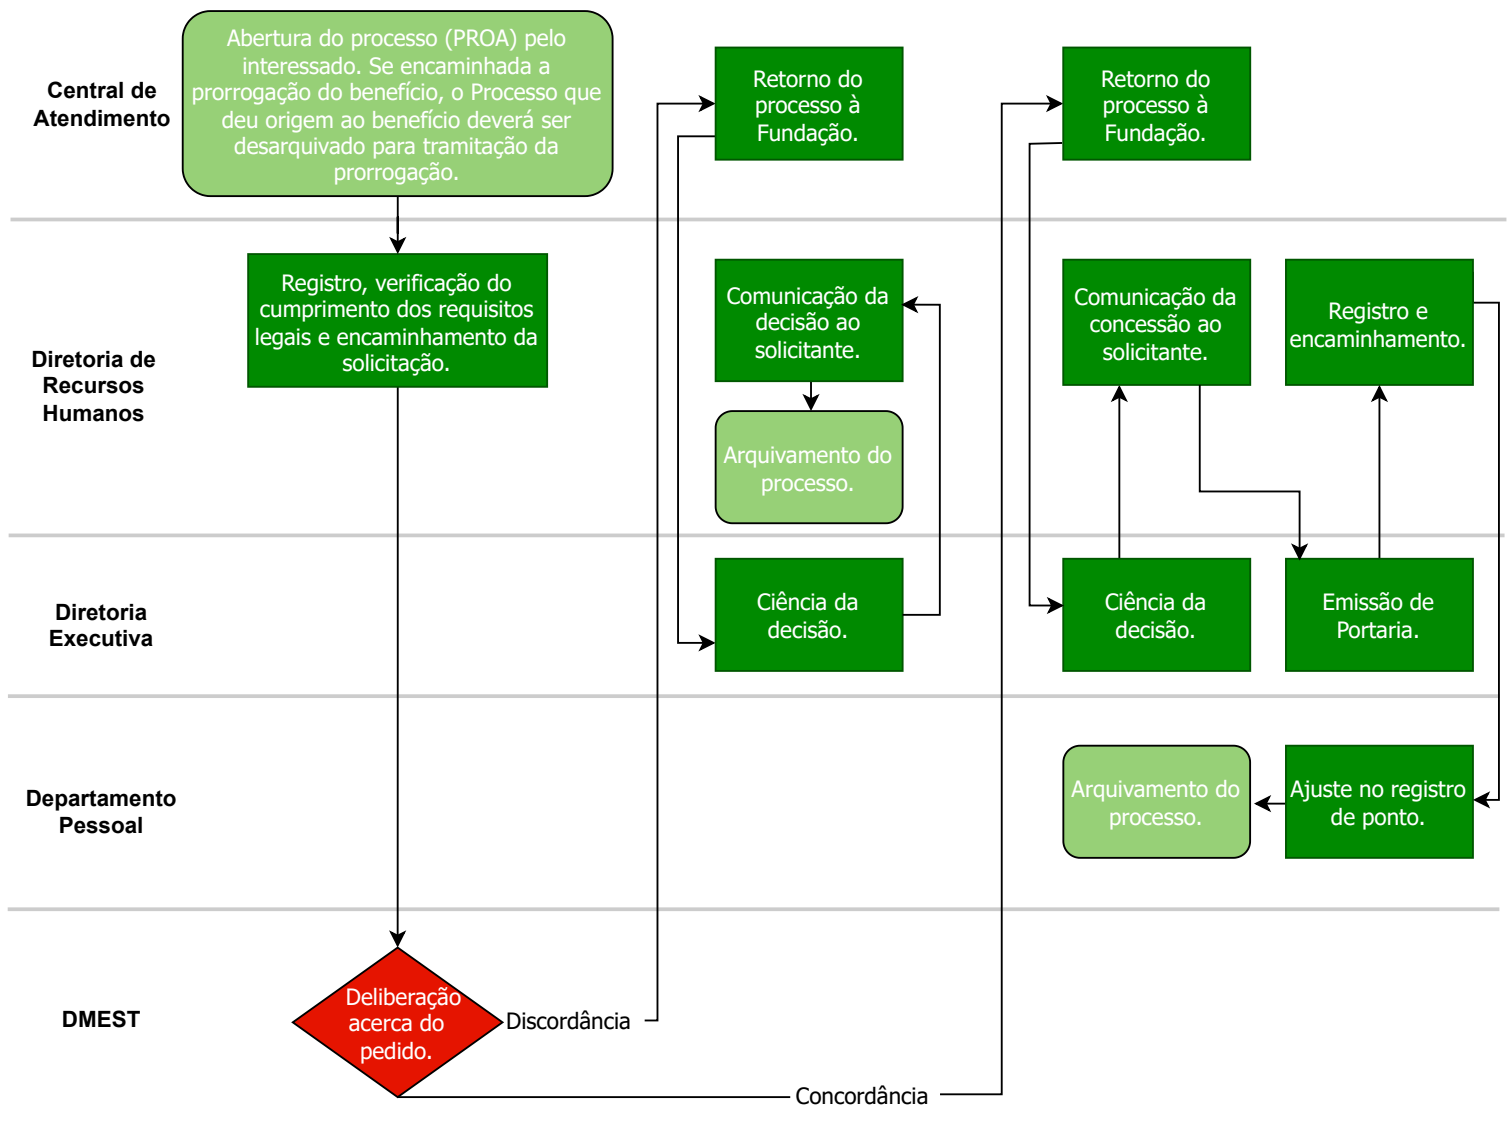 Central de
Atendimento
Abertura do processo (PROA) pelo
interessado. Se encaminhada a
prorrogação do benefício, o Processo que
deu origem ao benefício deverá ser
desarquivado para tramitação da
prorrogação.
Retorno do
processo à
Fundação.
Retorno do
processo à
Fundação.
Diretoria de
Recursos
Humanos
Registro, verificação do
cumprimento dos requisitos
legais e encaminhamento da
solicitação.
Comunicação da
decisão ao
solicitante.
Arquivamento do
processo.
Comunicação da
concessão ao
solicitante.
Registro e
encaminhamento.
Diretoria
Executiva
Ciência da
decisão.
Ciência da
decisão.
Emissão de
Portaria.
Departamento
Pessoal
Arquivamento do
processo.
Ajuste no registro
de ponto.
DMEST
Deliberação
acerca do
pedido.
Discordância
Concordância